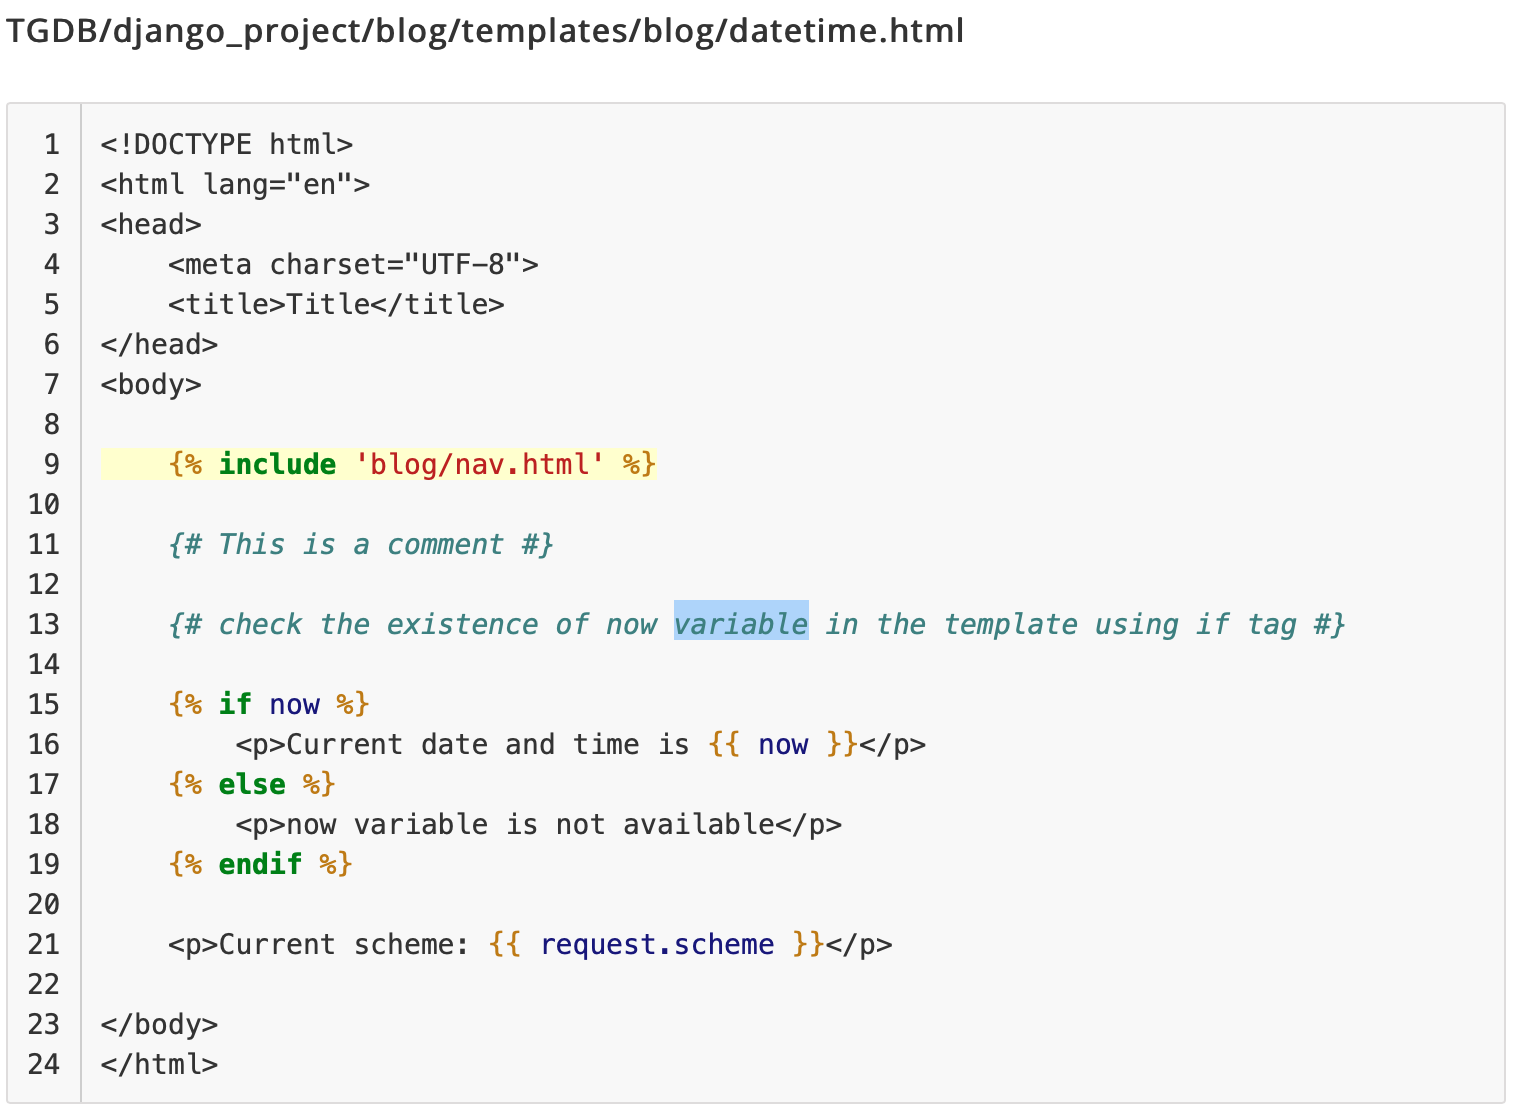 TGDB/django_project/blog/templates/blog/datetime.html
1 <!DOCTYPE html>
2 <html lang="en">
3 <head>
4     <meta charset="UTF-8">
5     <title>Title</title>
6 </head>
7 <body>
8
9     {% include 'blog/nav.html' %}
10
11     {# This is a comment #}
12
13     {# check the existence of now variable in the template using if tag #}
14
15     {% if now %}
16         <p>Current date and time is {{ now }}</p>
17     {% else %}
18         <p>now variable is not available</p>
19     {% endif %}
20
21     <p>Current scheme: {{ request.scheme }}</p>
22
23 </body>
24 </html>